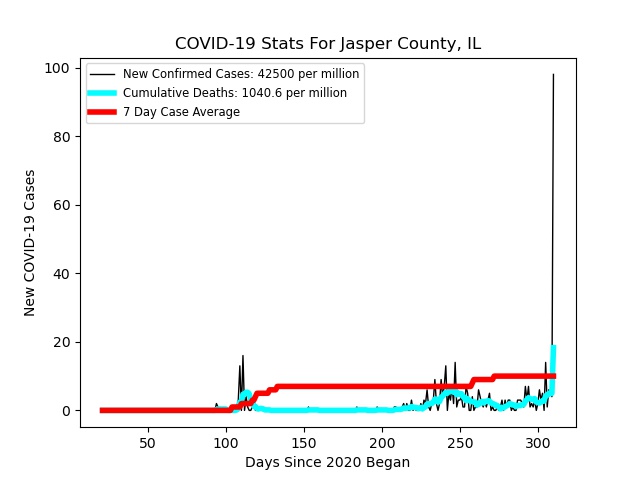 COVID-19 Stats For Jasper County, IL
New Confirmed Cases: 42500 per million
Cumulative Deaths: 1040.6 per million
7 Day Case Average
New COVID-19 Cases
100
80
60
40
20
0
50 100 150 200 250 300
Days Since 2020 Began